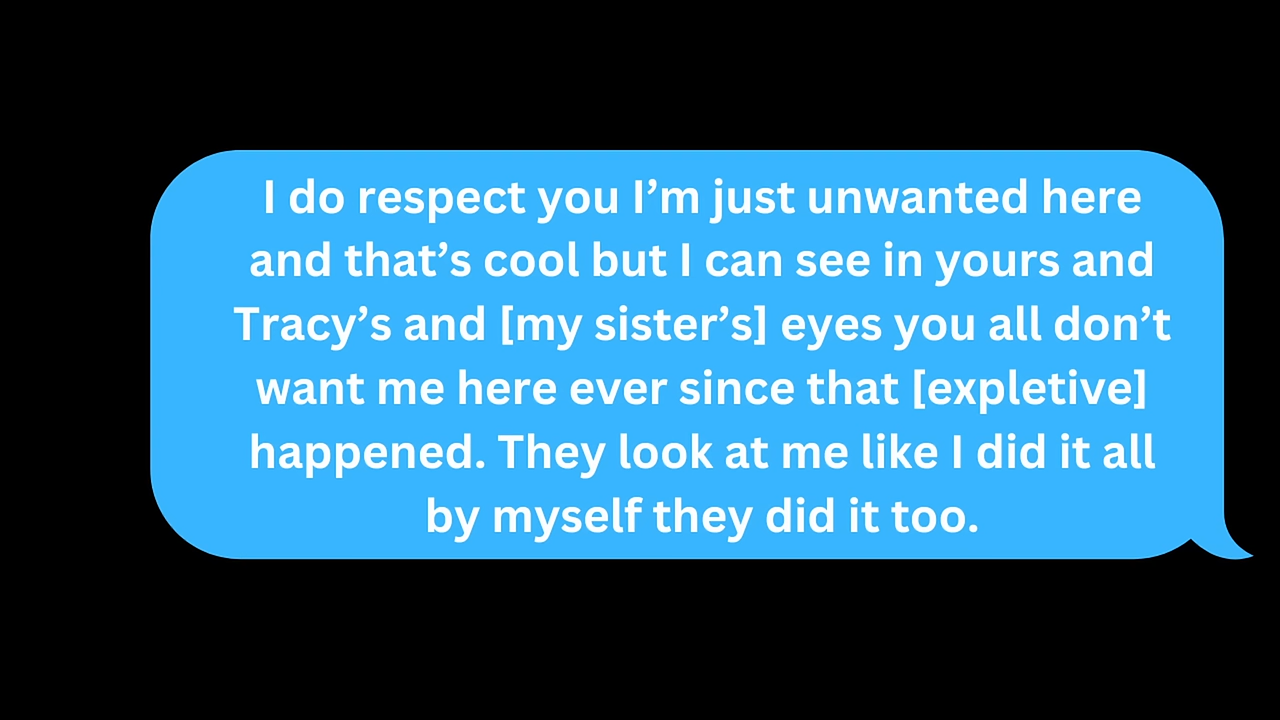 I do respect you I’m just unwanted here
and that’s cool but I can see in yours and
Tracy’s and [my sister’s] eyes you all don’t
want me here ever since that [expletive]
happened. They look at me like I did it all
by myself they did it too.